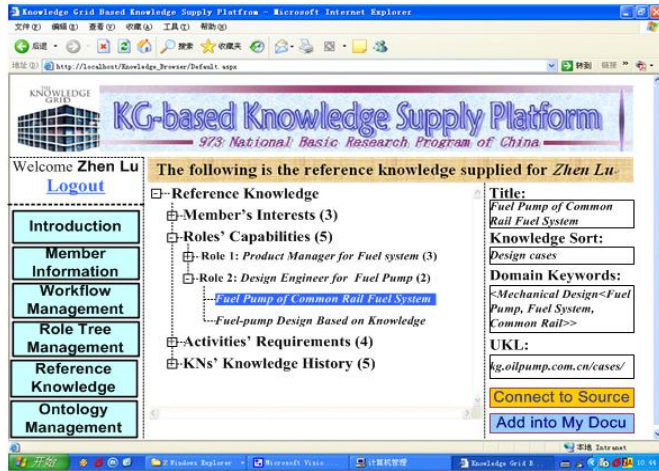 Knowledge Grid Based Knowledge Supply Platfrom - Microsoft Internet Explorer
文件(F) 编辑(E) 查看(V) 收藏(A) 工具(T) 帮助(H)
后退 搜索 收藏夹
地址(D) http://localhost/Knowledge_Browser/Default.aspx 转到 链接 »
THE KNOWLEDGE GRID
KG-based Knowledge Supply Platform
973 National Basic Research Program of China
Welcome Zhen Lu
Logout
The following is the reference knowledge supplied for Zhen Lu
Introduction
Member Information
Workflow Management
Role Tree Management
Reference Knowledge
Ontology Management
Reference Knowledge
Member's Interests (3)
Roles' Capabilities (5)
Role 1: Product Manager for Fuel system (3)
Role 2: Design Engineer for Fuel Pump (2)
Fuel Pump of Common Rail Fuel System
Fuel-pump Design Based on Knowledge
Activities' Requirements (4)
KNs' Knowledge History (5)
Title:
Fuel Pump of Common
Rail Fuel System
Knowledge Sort:
Design cases
Domain Keywords:
<Mechanical Design<Fuel
Pump, Fuel System,
Common Rail>>
UKL:
kg.oilpump.com.cn/cases/
Connect to Source
Add into My Docu
本地 Intranet
开始 2 Windows Explorer Microsoft Visio 计算机管理 Knowledge Grid B 10:44